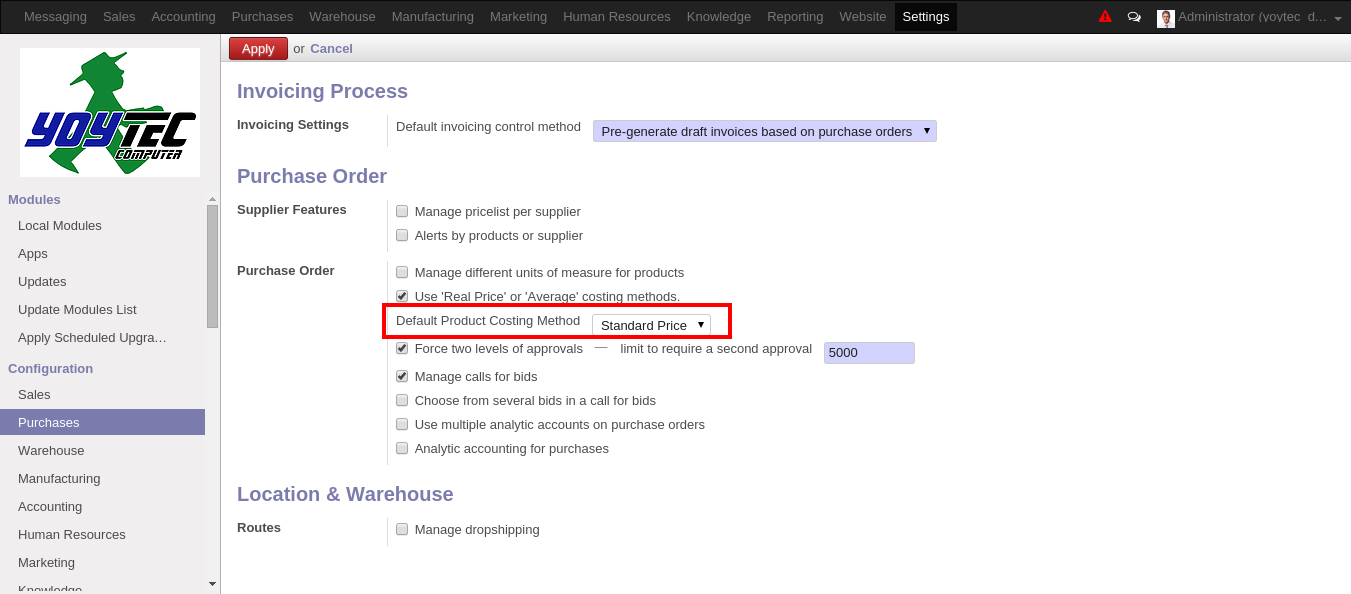 Messaging Sales Accounting Purchases Warehouse Manufacturing Marketing Human Resources Knowledge Reporting Website Settings Administrator (yoytec_d...
YOYTEC
COMPUTER
Modules
Local Modules
Apps
Updates
Update Modules List
Apply Scheduled Upgra...
Configuration
Sales
Purchases
Warehouse
Manufacturing
Accounting
Human Resources
Marketing
Knowledge
Apply or Cancel
Invoicing Process
Invoicing Settings Default invoicing control method Pre-generate draft invoices based on purchase orders
Purchase Order
Supplier Features Manage pricelist per supplier
Alerts by products or supplier
Purchase Order Manage different units of measure for products
Use 'Real Price' or 'Average' costing methods.
Default Product Costing Method Standard Price
Force two levels of approvals — limit to require a second approval 5000
Manage calls for bids
Choose from several bids in a call for bids
Use multiple analytic accounts on purchase orders
Analytic accounting for purchases
Location & Warehouse
Routes Manage dropshipping